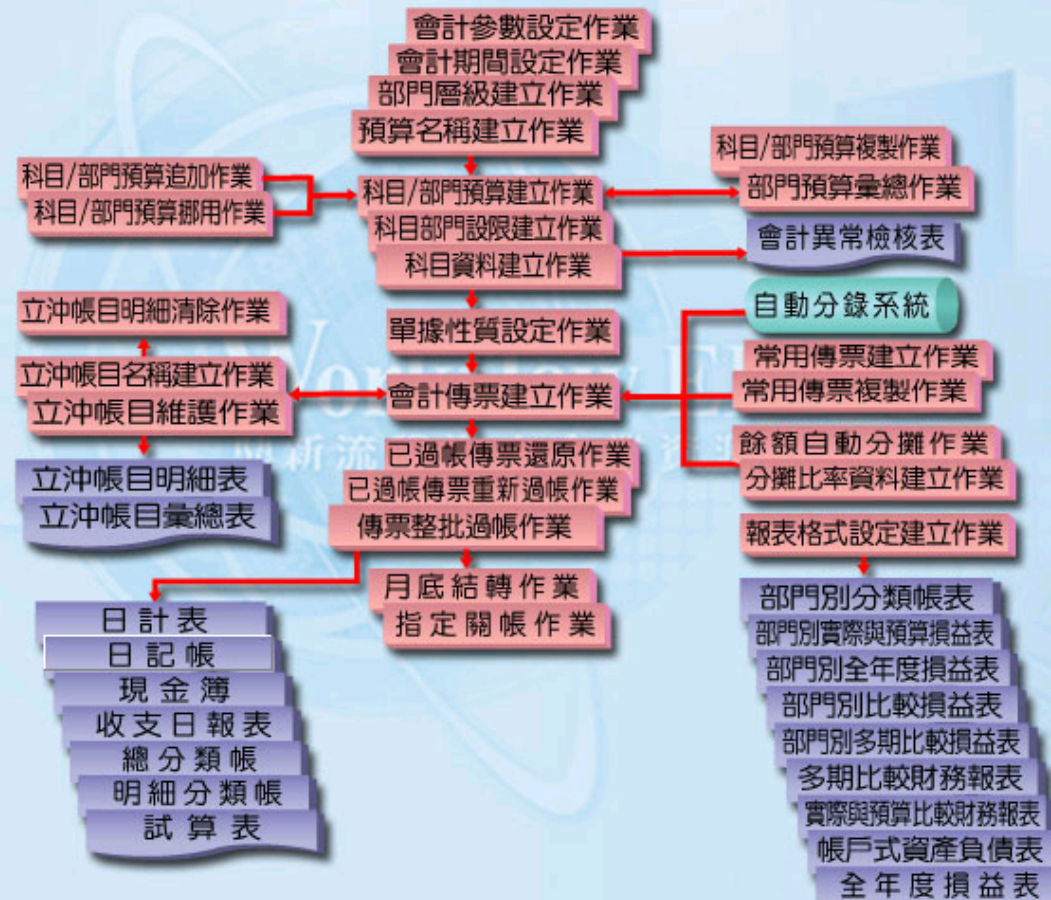 會計參數設定作業
會計期間設定作業
部門層級建立作業
預算名稱建立作業
科目/部門預算追加作業
科目/部門預算挪用作業
科目/部門預算建立作業
科目部門設限建立作業
科目資料建立作業
科目/部門預算複製作業
部門預算彙總作業
會計異常檢核表
立沖帳目明細清除作業
立沖帳目名稱建立作業
立沖帳目維護作業
立沖帳目明細表
立沖帳目彙總表
單據性質設定作業
會計傳票建立作業
已過帳傳票還原作業
已過帳傳票重新過帳作業
傳票整批過帳作業
月底結轉作業
指定關帳作業
自動分錄系統
常用傳票建立作業
常用傳票複製作業
餘額自動分攤作業
分攤比率資料建立作業
報表格式設定建立作業
日計表
日記帳
現金簿
收支日報表
總分類帳
明細分類帳
試算表
部門別分類帳表
部門別實際與預算損益表
部門別全年度損益表
部門別比較損益表
部門別多期比較損益表
多期比較財務報表
實際與預算比較財務報表
帳戶式資產負債表
全年度損益表